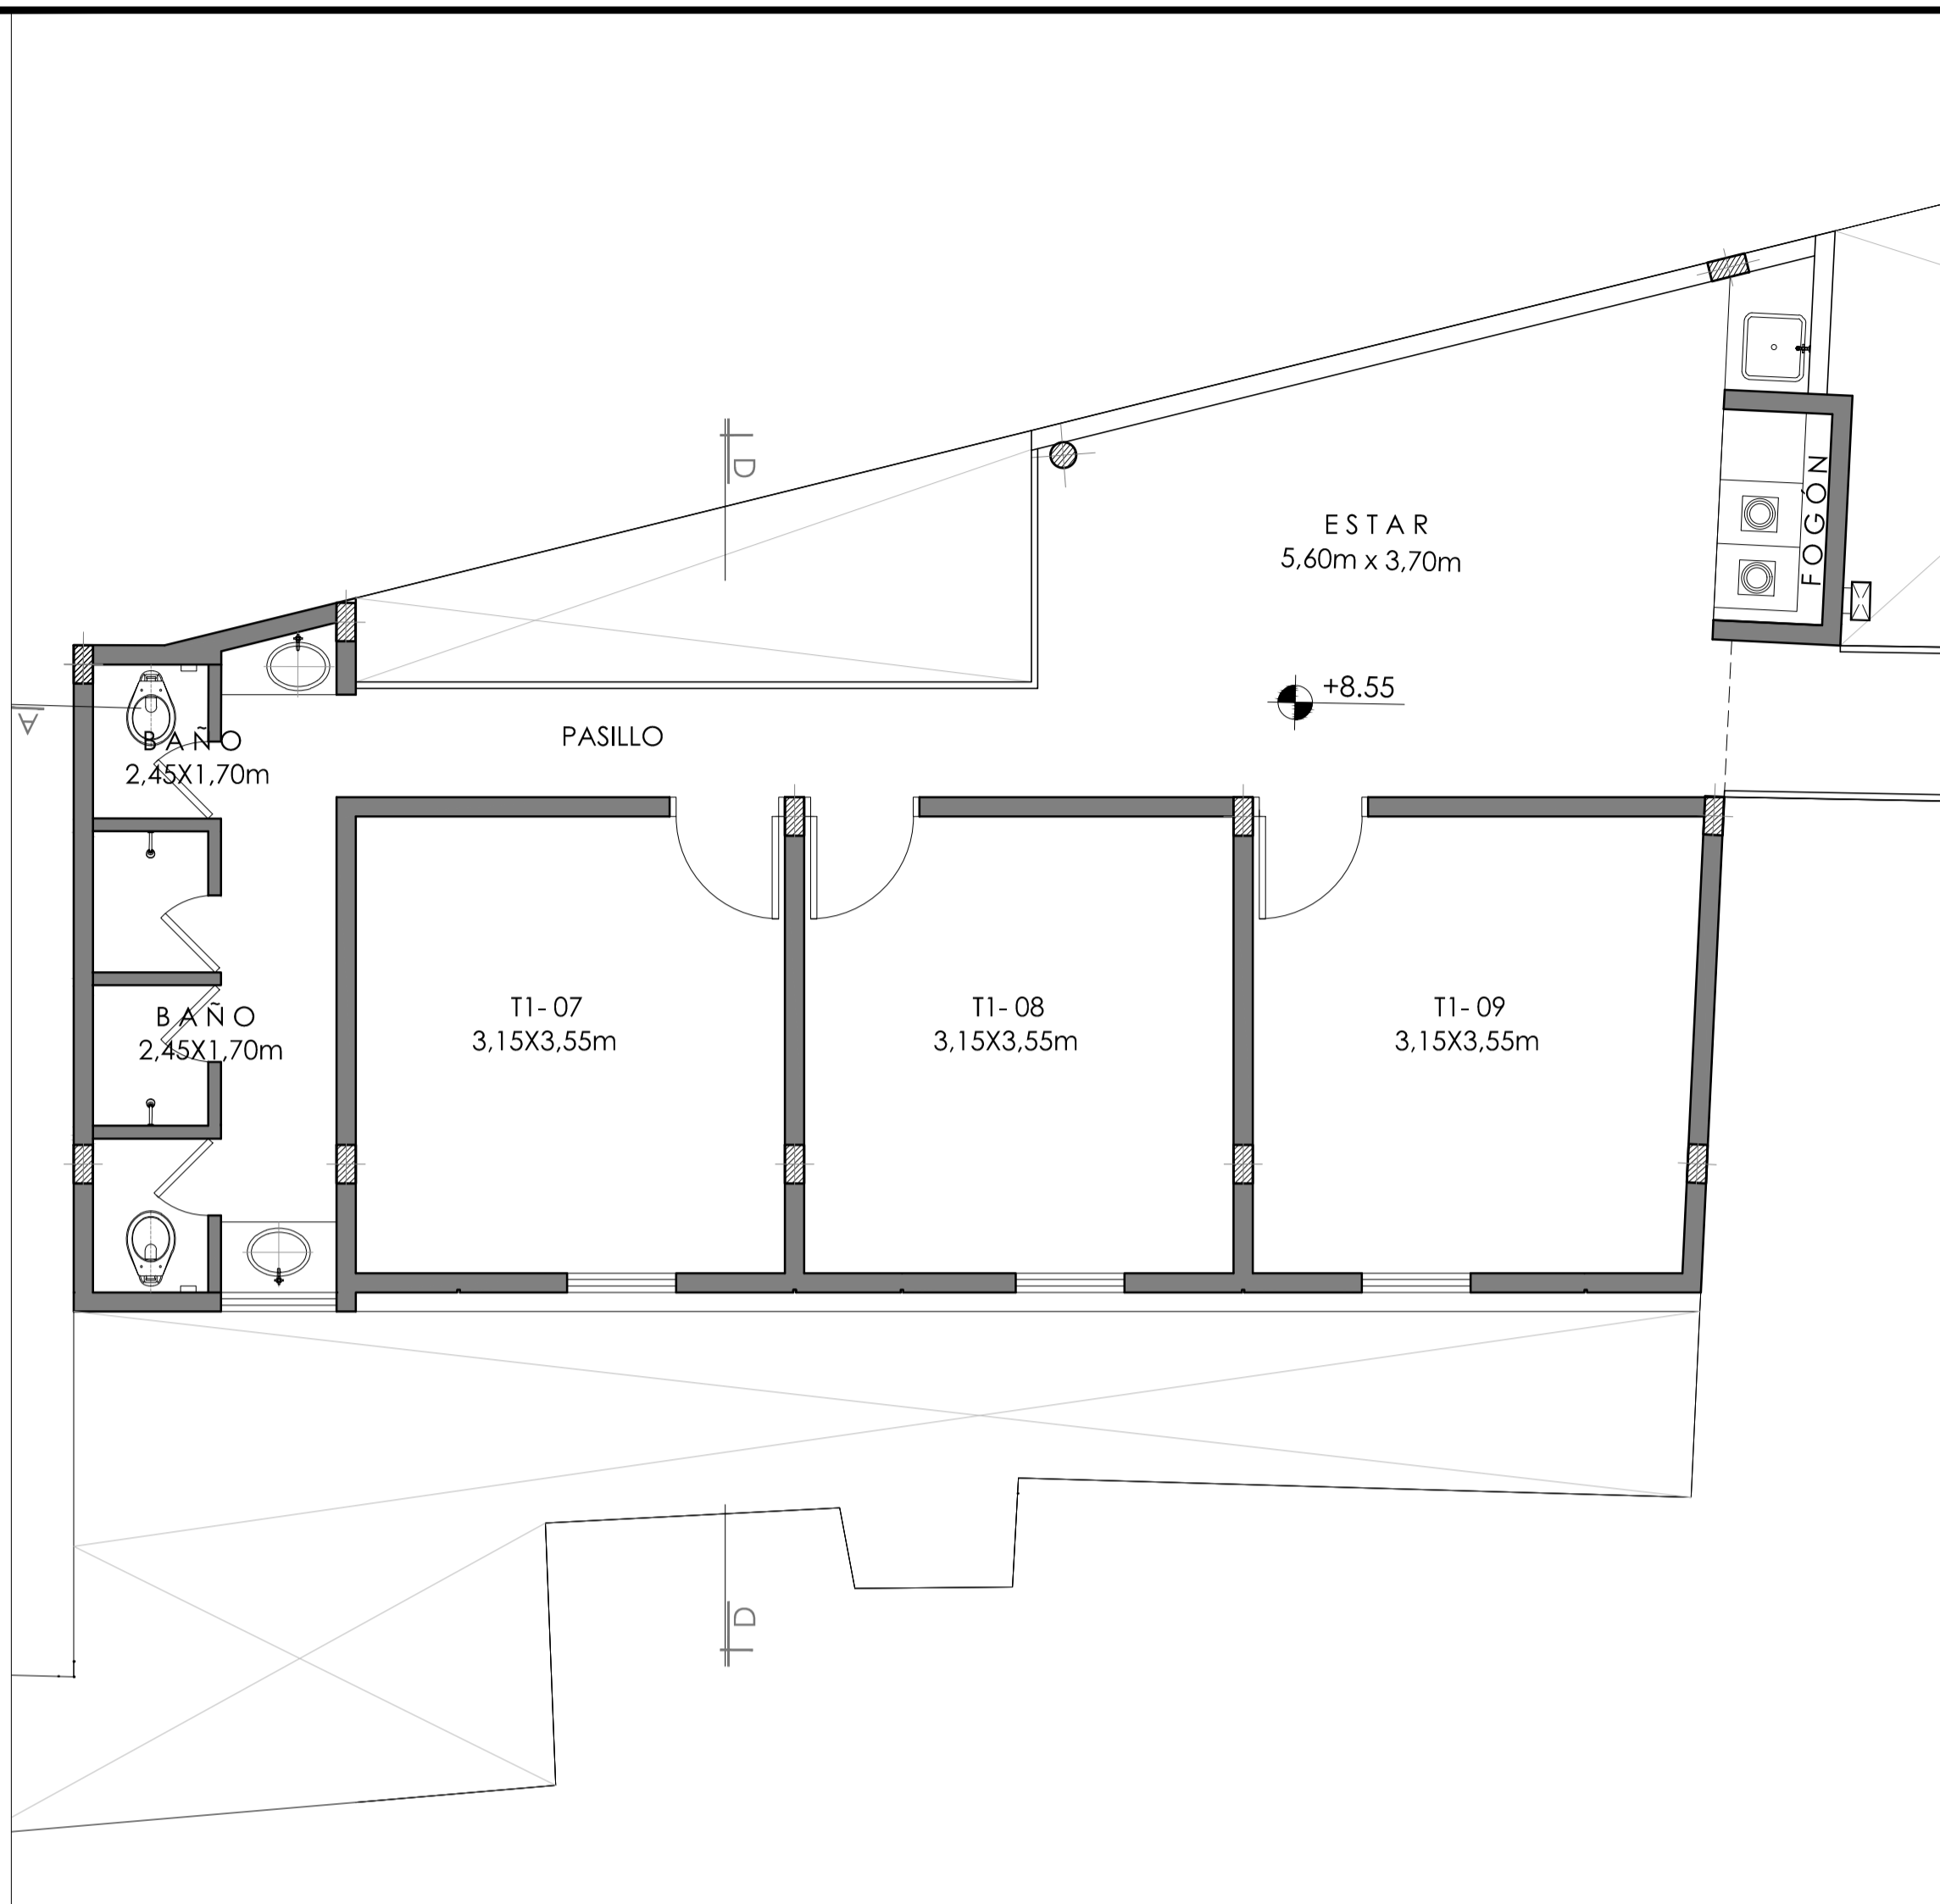 D
ESTAR
5,60m x 3,70m
FOGÓN
+8.55
A
PASILLO
BAÑO
2,45X1,70m
T1-07
3,15X3,55m
T1-08
3,15X3,55m
T1-09
3,15X3,55m
BAÑO
2,45X1,70m
D